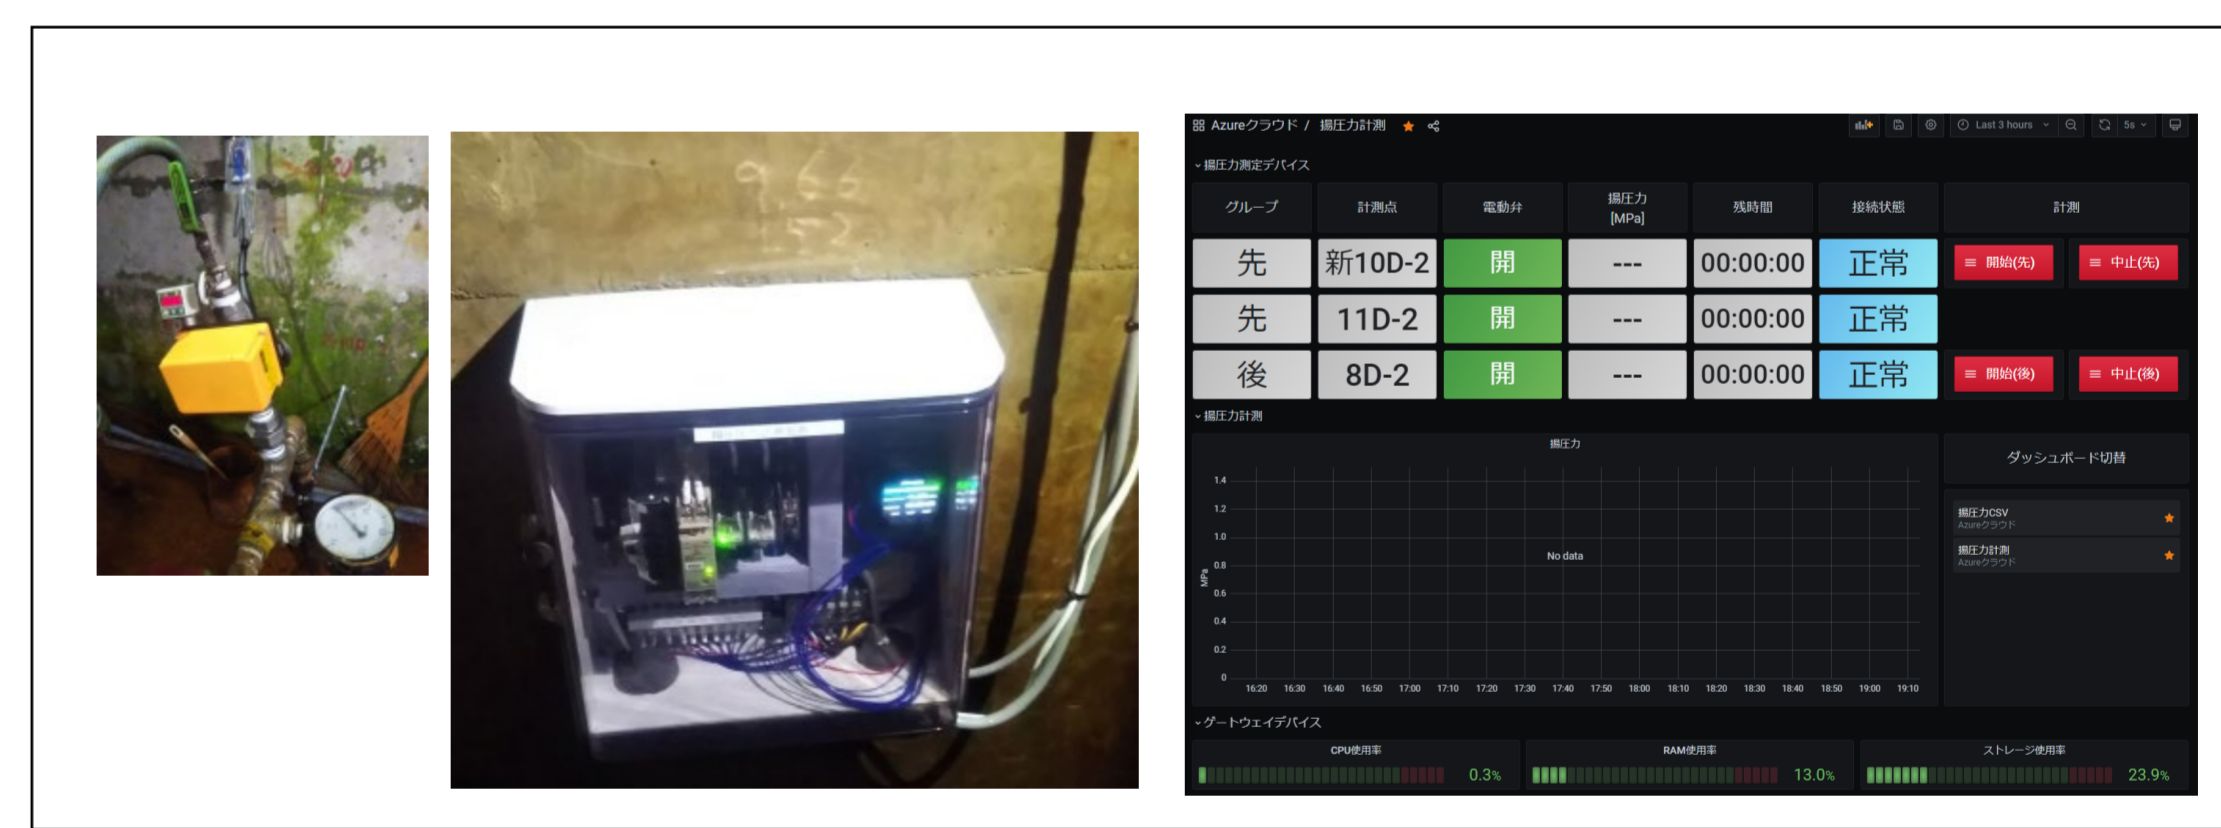 966
152
Azureクラウド / 揚圧力計測
Last 3 hours
5s
揚圧力測定デバイス
グループ 計測点 電動弁 揚圧力 [MPa] 残時間 接続状態 計測
先 新10D-2 開 --- 00:00:00 正常 開始(先) 中止(先)
先 11D-2 開 --- 00:00:00 正常
後 8D-2 開 --- 00:00:00 正常 開始(後) 中止(後)
揚圧力計測
揚圧力
1.4
1.2
1.0
0.8
0.6
0.4
0.2
0
MPa
No data
16:20 16:30 16:40 16:50 17:00 17:10 17:20 17:30 17:40 17:50 18:00 18:10 18:20 18:30 18:40 18:50 19:00 19:10
ダッシュボード切替
揚圧力CSV
Azureクラウド
揚圧力計測
Azureクラウド
ゲートウェイデバイス
CPU使用率
0.3%
RAM使用率
13.0%
ストレージ使用率
23.9%